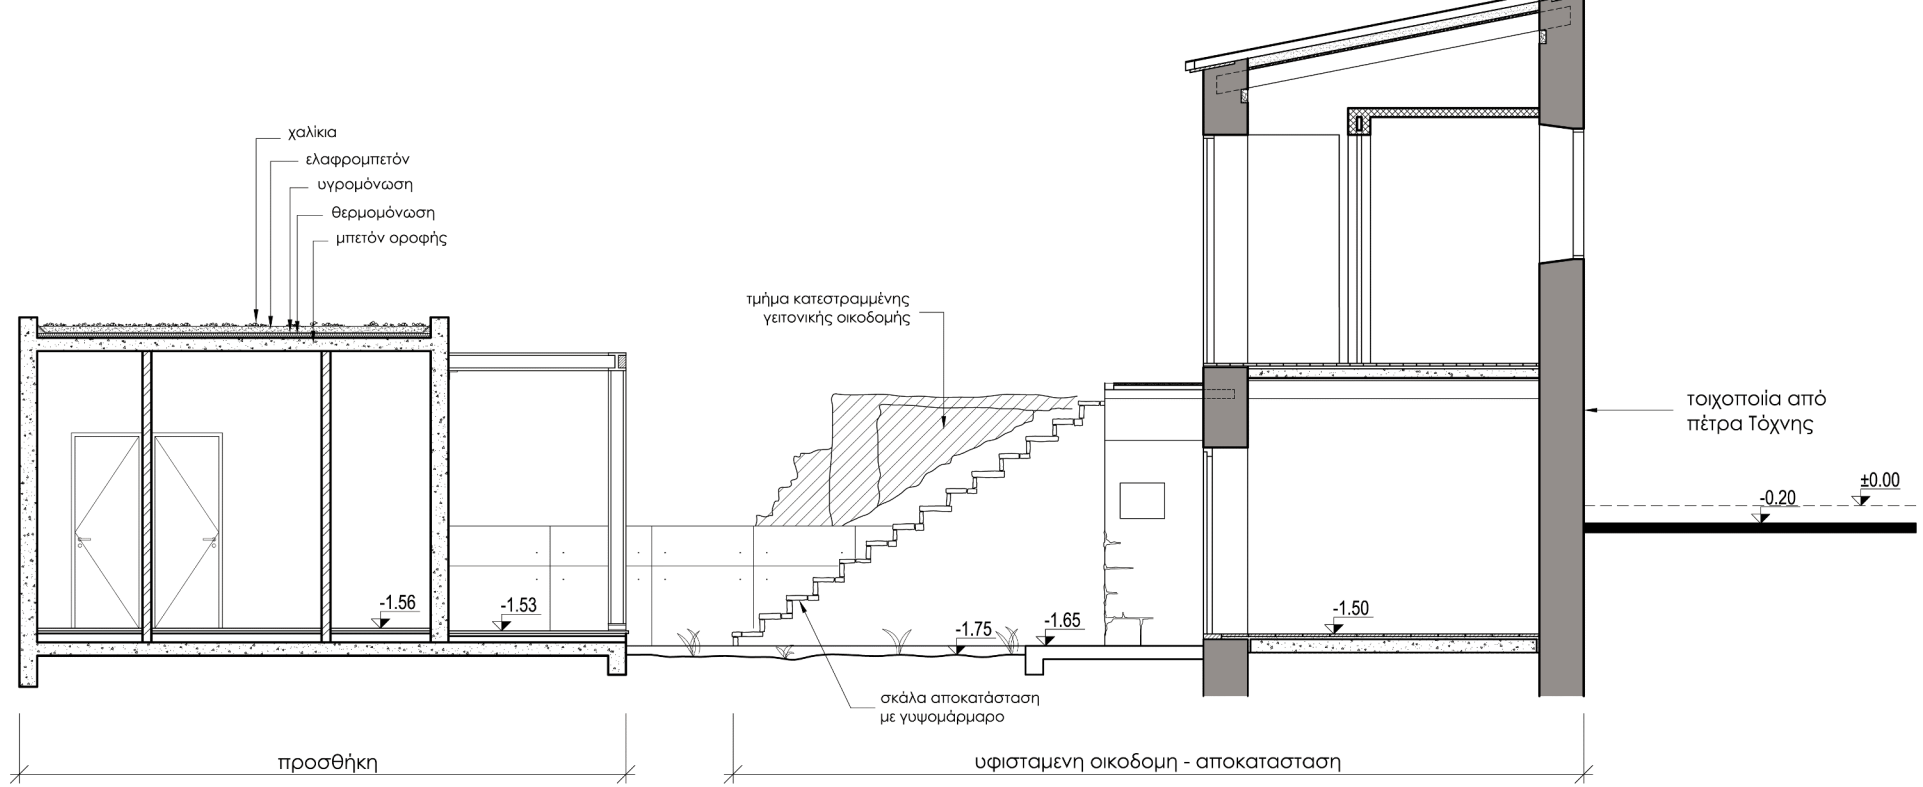 χαλίκια
ελαφρομπετόν
υγρομόνωση
θερμομόνωση
μπετόν οροφής
τμήμα κατεστραμμένης
γειτονικής οικοδομής
τοιχοποιία από
πέτρα Τόχνης
±0.00
-0.20
-1.56
-1.53
-1.75
-1.65
-1.50
σκάλα αποκατάσταση
με γυψομάρμαρο
προσθήκη
υφισταμενη οικοδομη - αποκατασταση